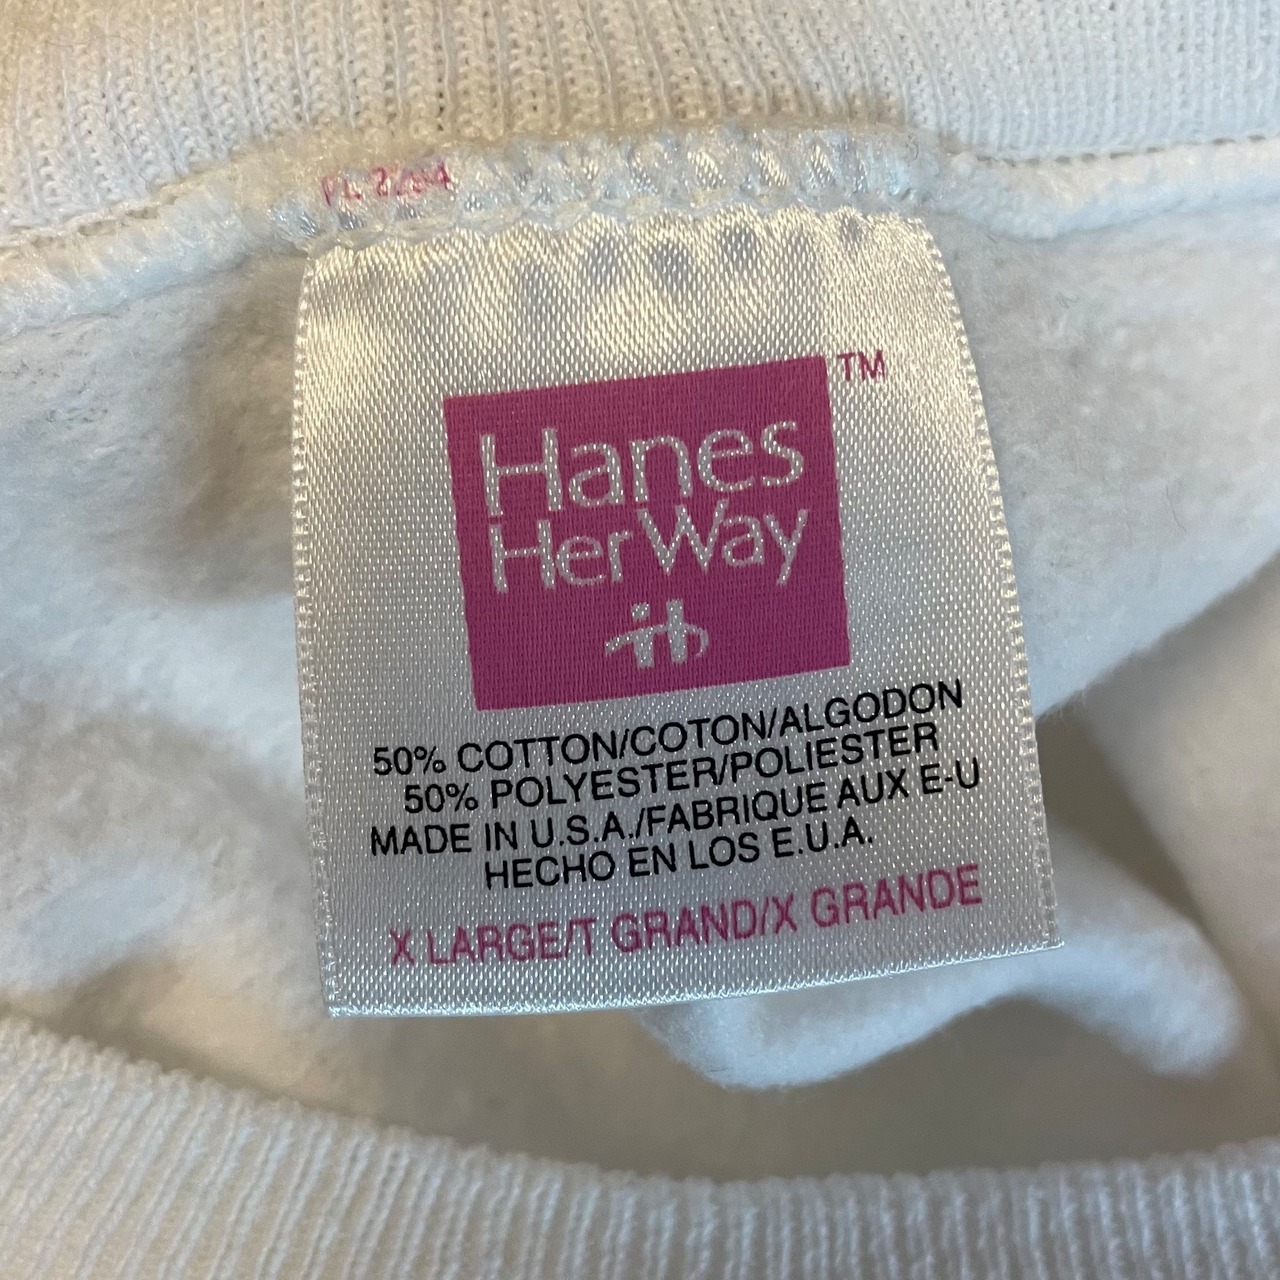 TM
Hanes
Her Way
50% COTTON/COTON/ALGODON
50% POLYESTER/POLIESTER
MADE IN U.S.A./FABRIQUE AUX E-U
HECHO EN LOS E.U.A.
X LARGE/T GRAND/X GRANDE